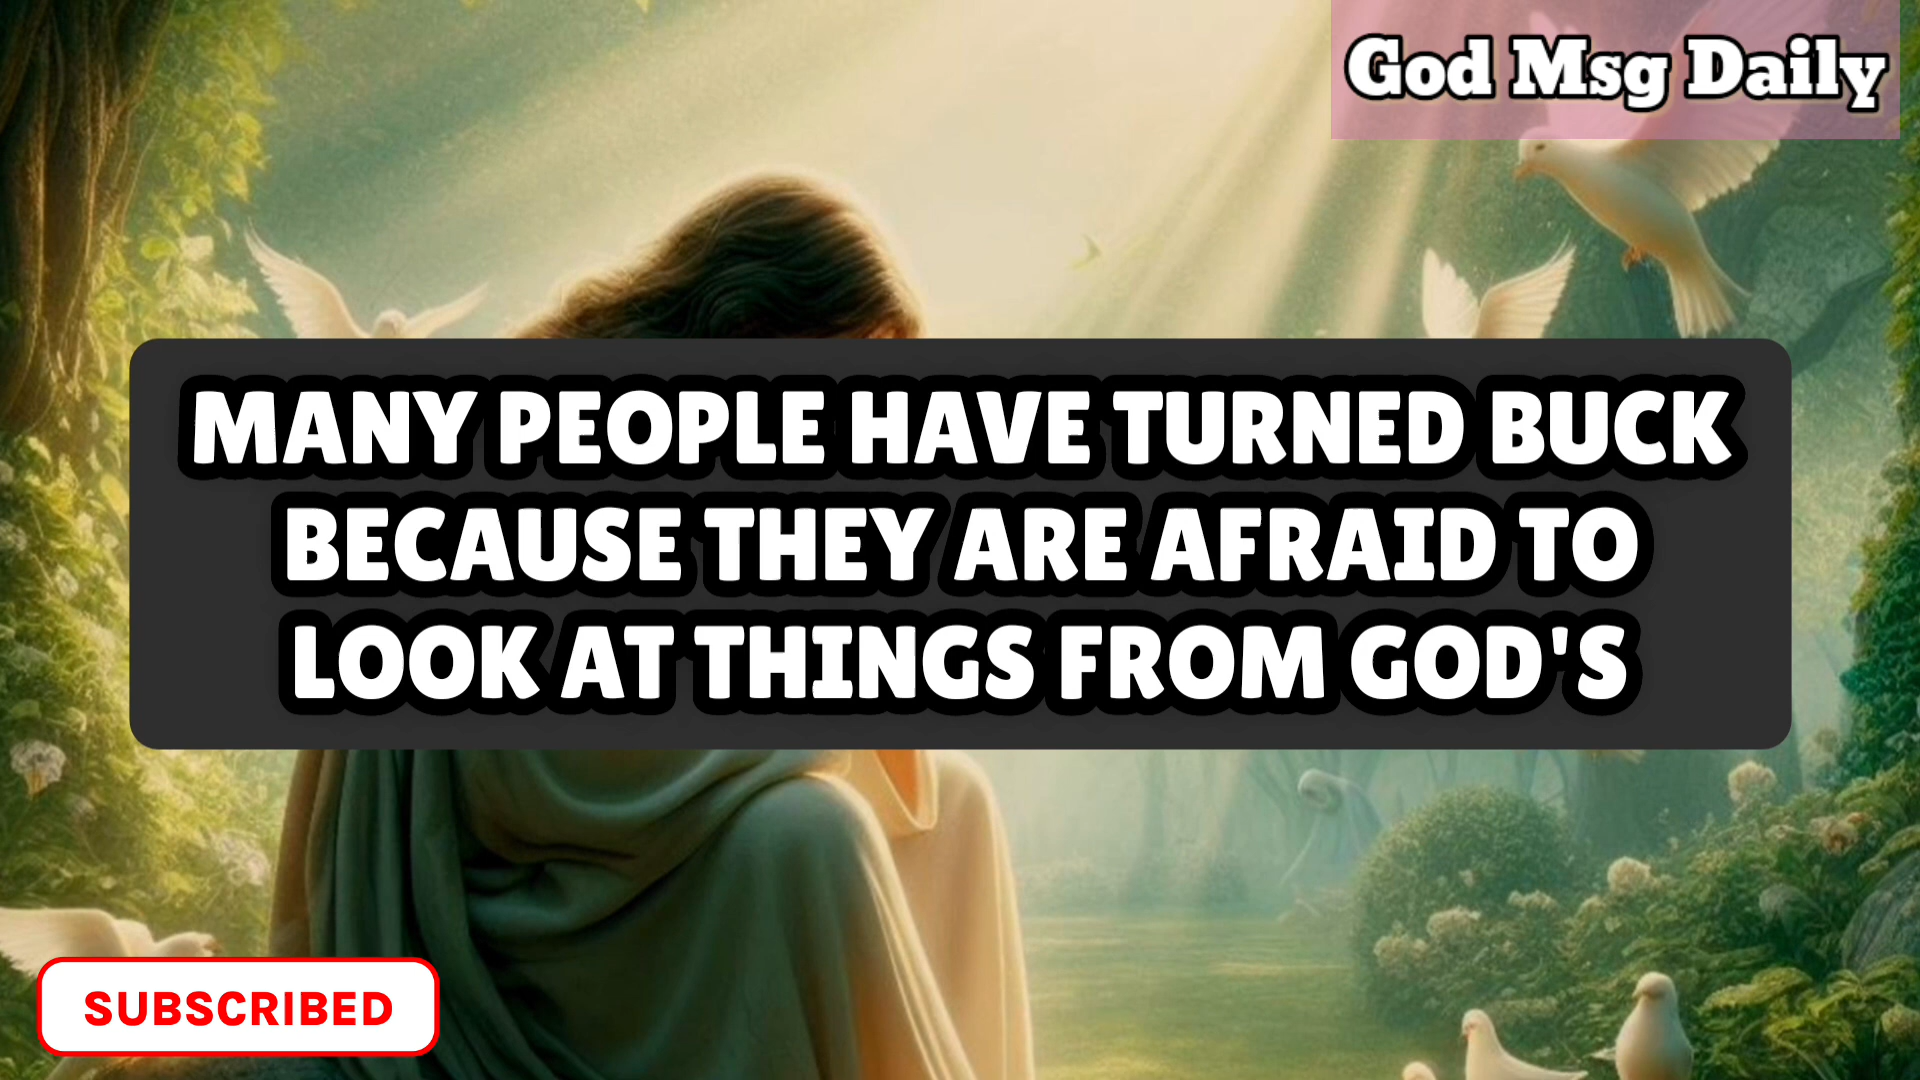 God Msg Daily
MANY PEOPLE HAVE TURNED BUCK
BECAUSE THEY ARE AFRAID TO
LOOK AT THINGS FROM GOD'S
SUBSCRIBED